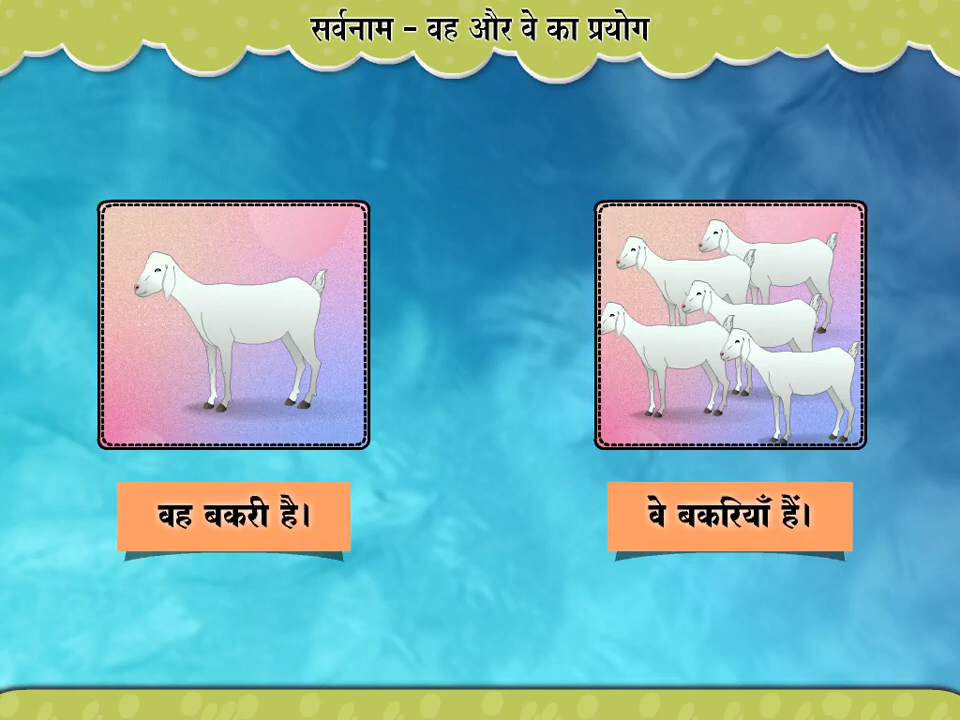 सर्वनाम - वह और वे का प्रयोग
वह बकरी है।
वे बकरियाँ हैं।